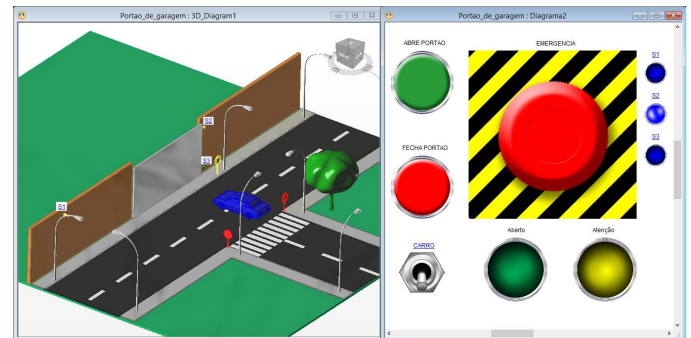 Portao_de_garagem : 3D_Diagram1
S2
S3
S1
Portao_de_garagem : Diagrama2
ABRE PORTAO
EMERGENCIA
S1
S2
FECHA PORTAO
S3
CARRO
Aberto
Atenção